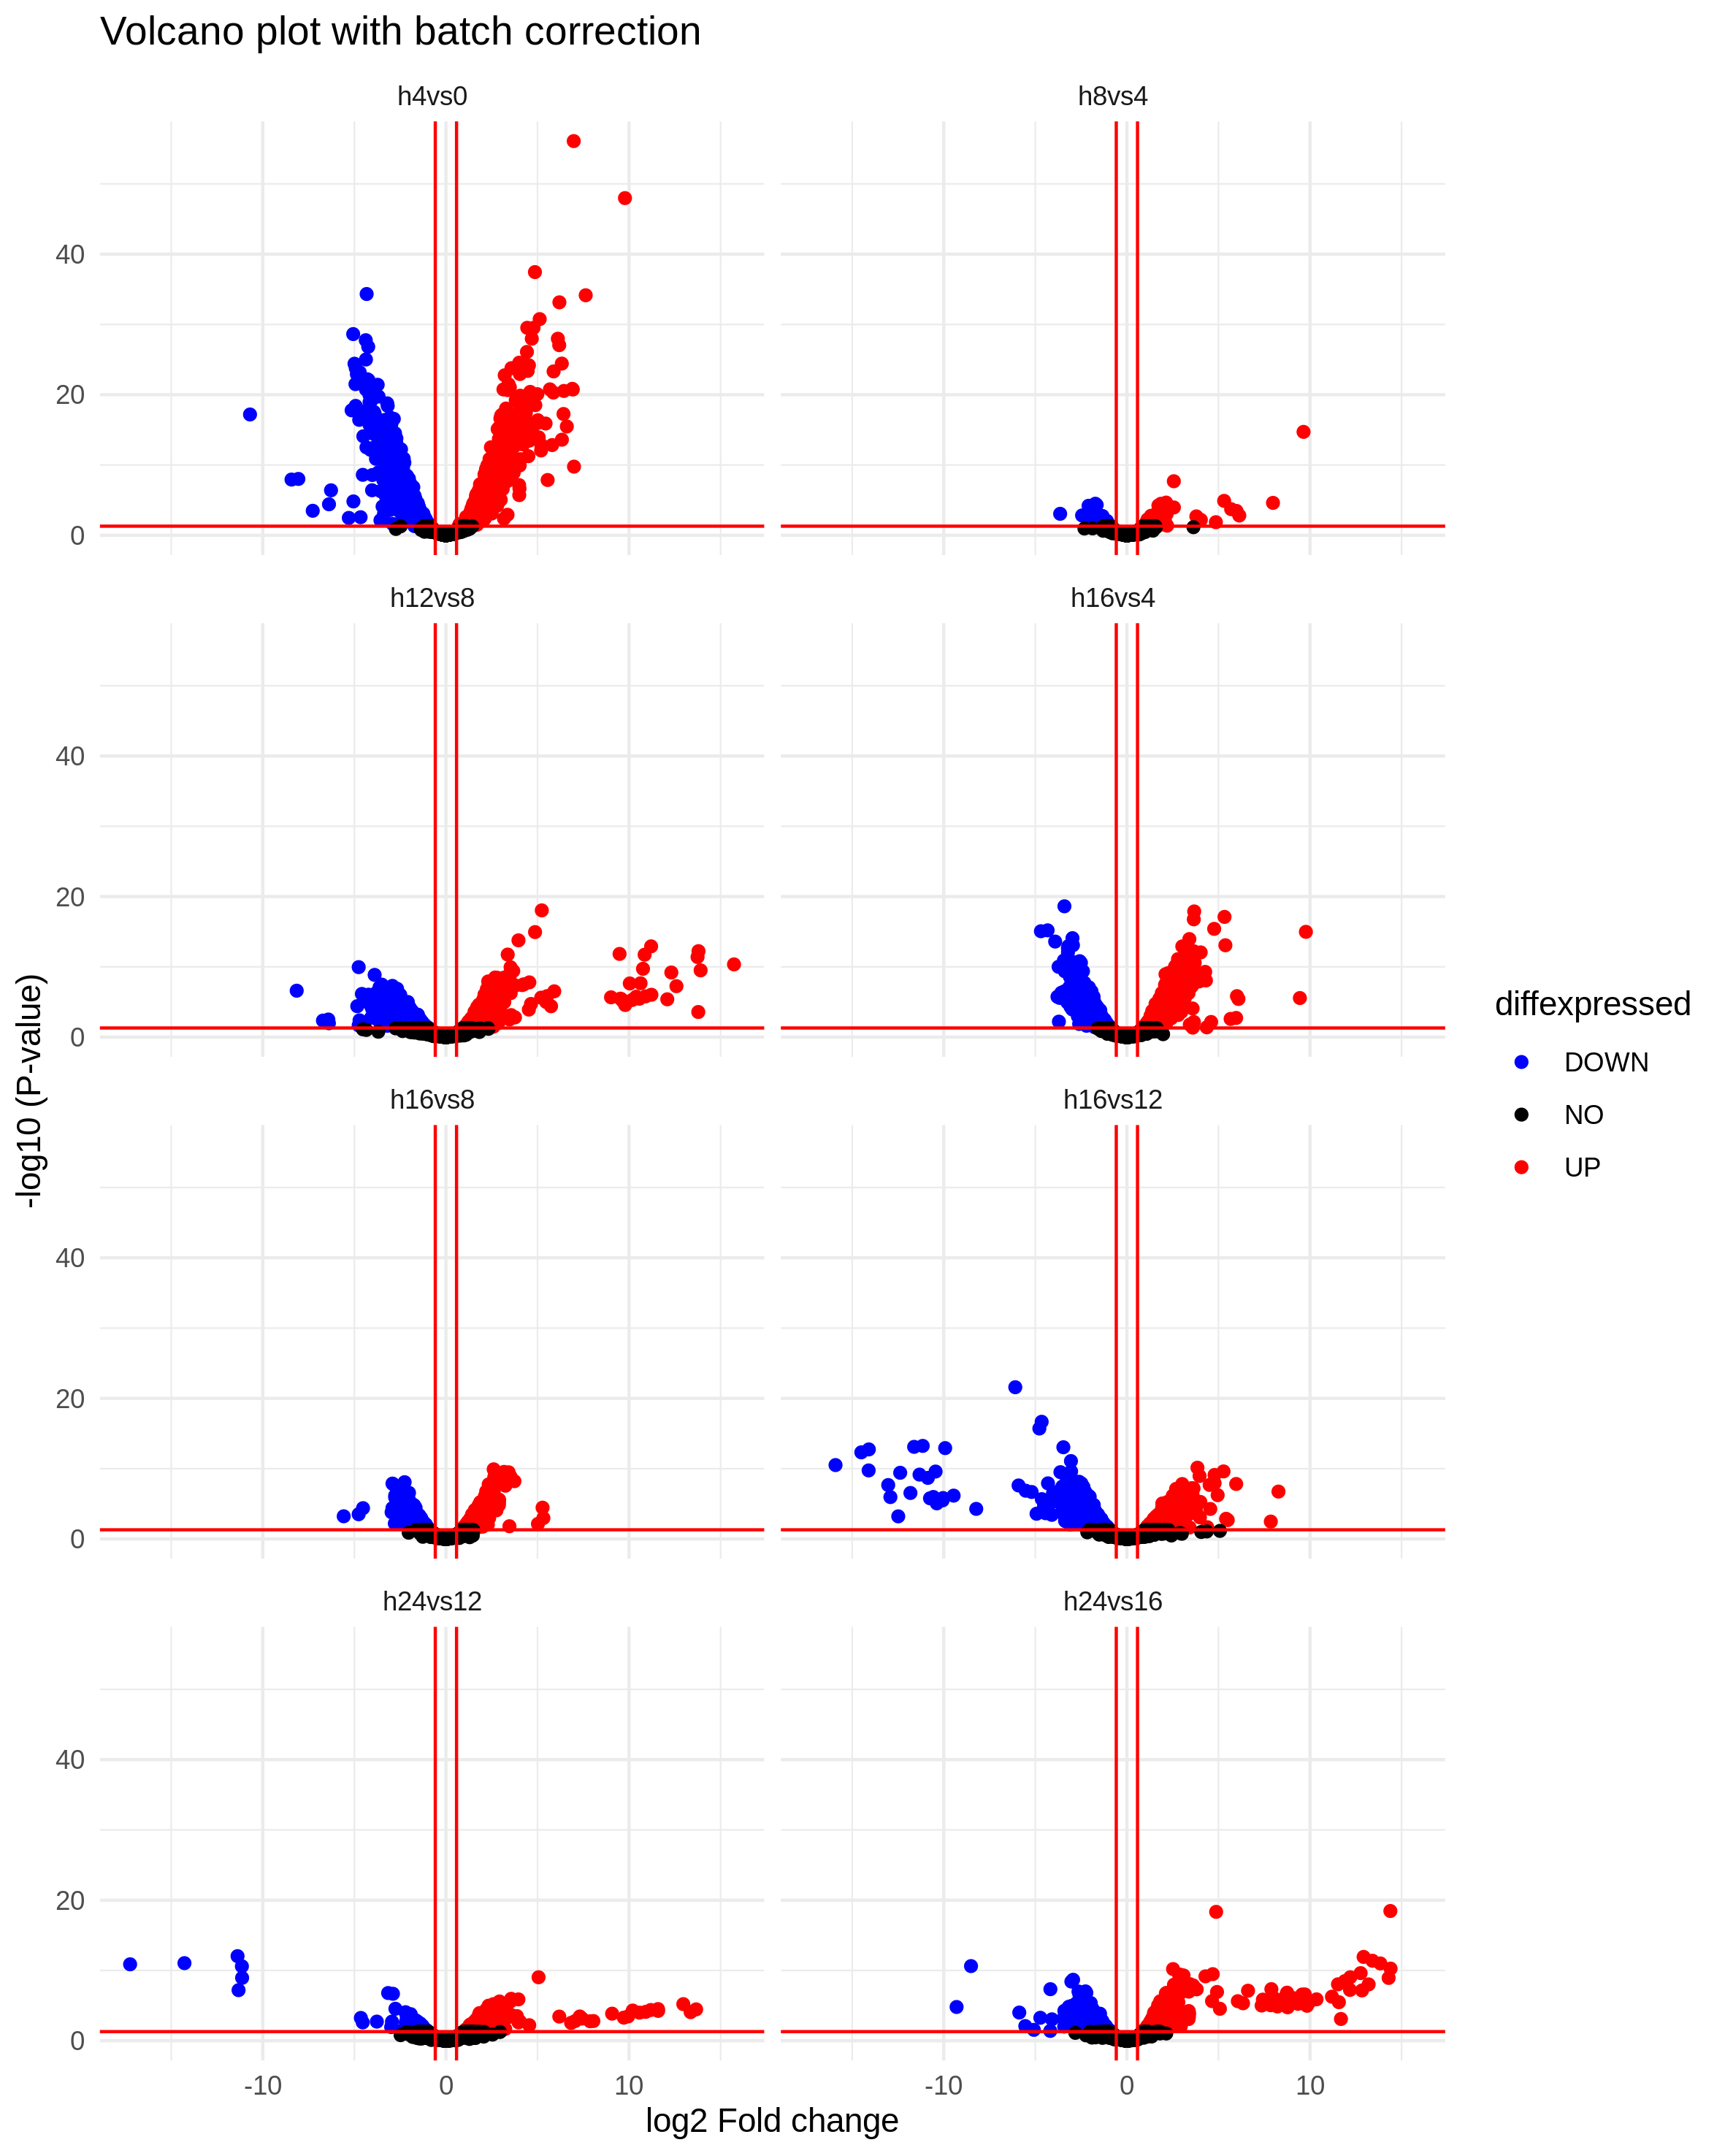 Volcano plot with batch correction
h4vs0
h8vs4
40
20
0
h12vs8
h16vs4
40
20
0
h16vs8
h16vs12
40
20
0
h24vs12
h24vs16
40
20
0
-10
0
10
-10
0
10
log2 Fold change
-log10 (P-value)
diffexpressed
DOWN
NO
UP